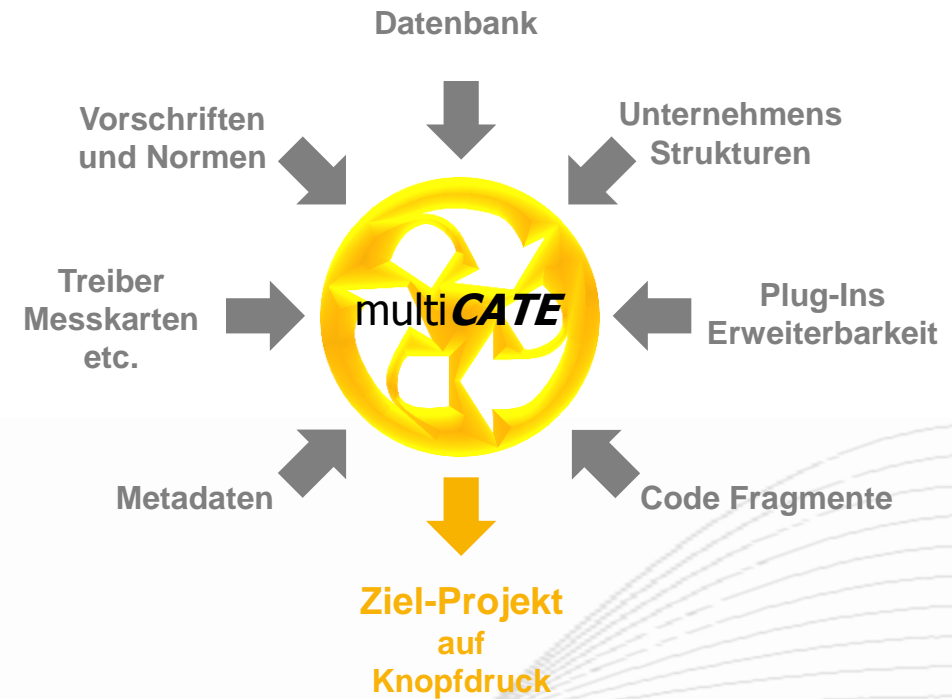 Datenbank
Vorschriften
und Normen
Unternehmens
Strukturen
Treiber
Messkarten
etc.
multiCATE
Plug-Ins
Erweiterbarkeit
Metadaten
Code Fragmente
Ziel-Projekt
auf
Knopfdruck